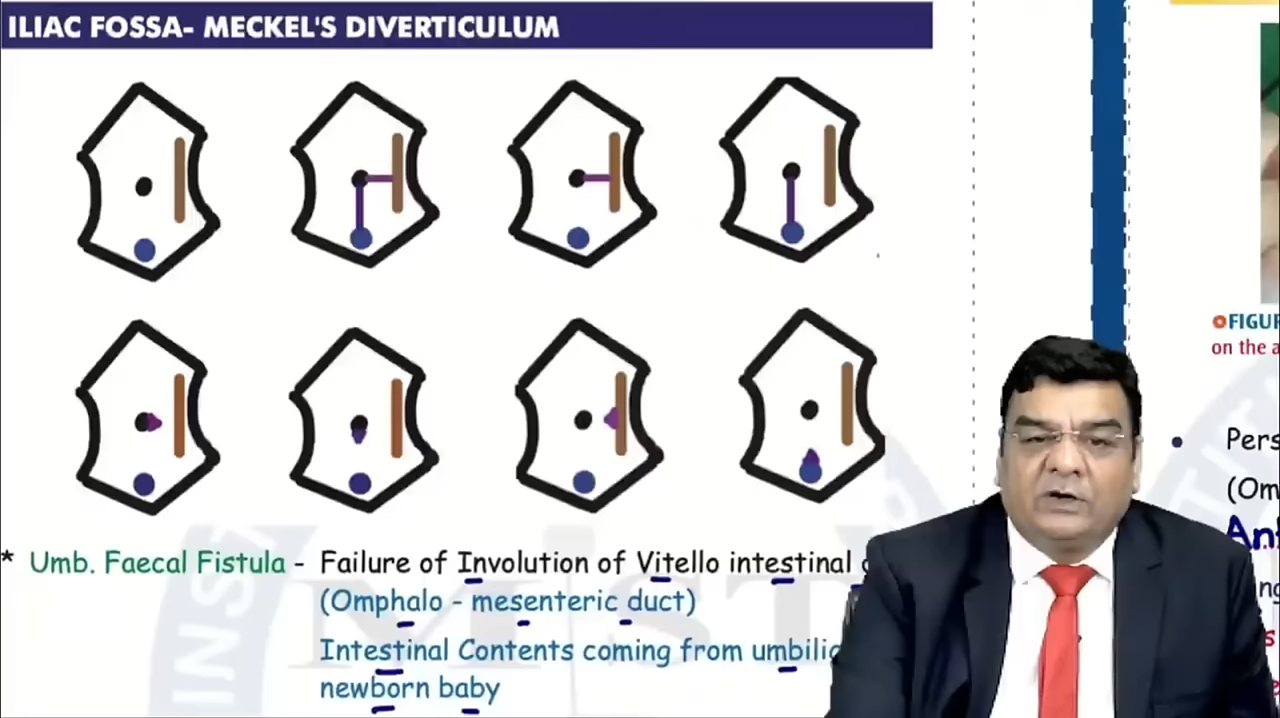 ILIAC FOSSA- MECKEL'S DIVERTICULUM
* Umb. Faecal Fistula - Failure of Involution of Vitello intestinal
(Omphalo - mesenteric duct)
Intestinal Contents coming from
newborn baby
FIGUR
on the a
Pers
(Om
An
INST